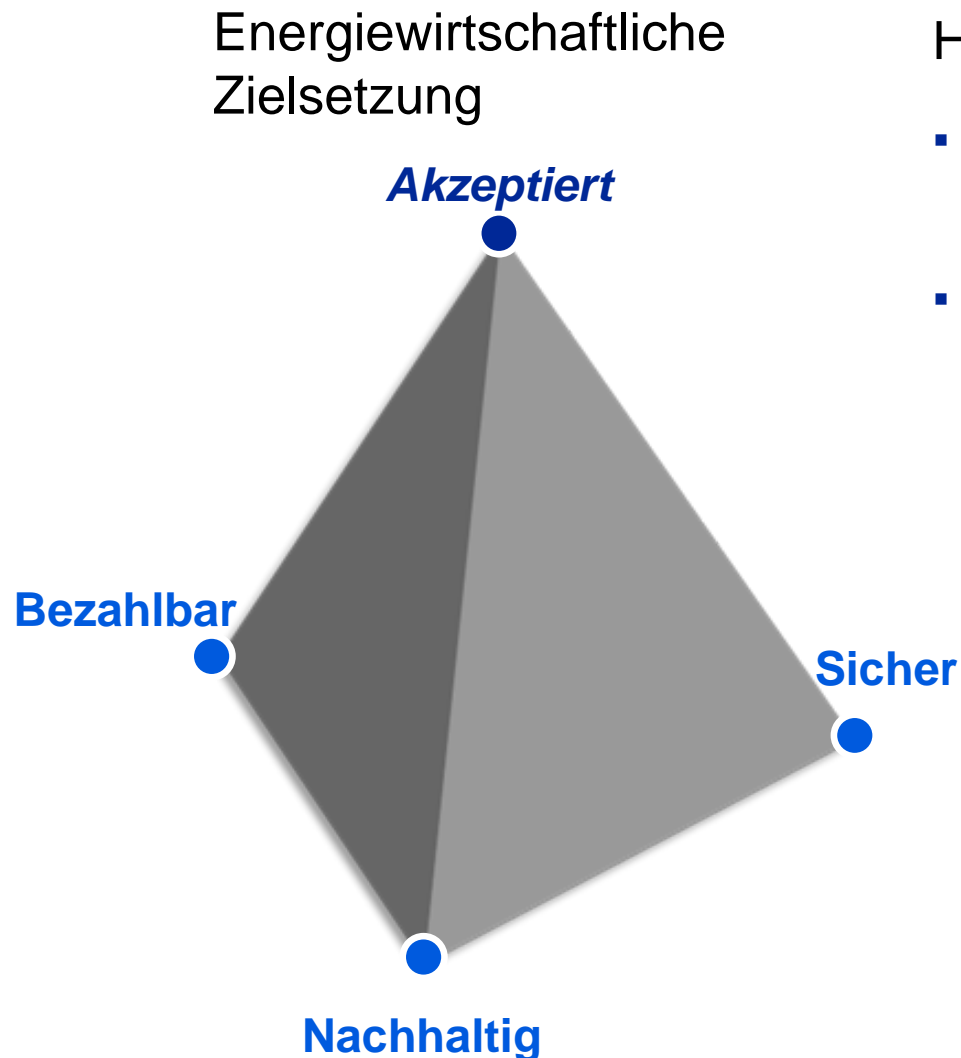 Energiewirtschaftliche
Zielsetzung
Akzeptiert
Bezahlbar
Sicher
Nachhaltig